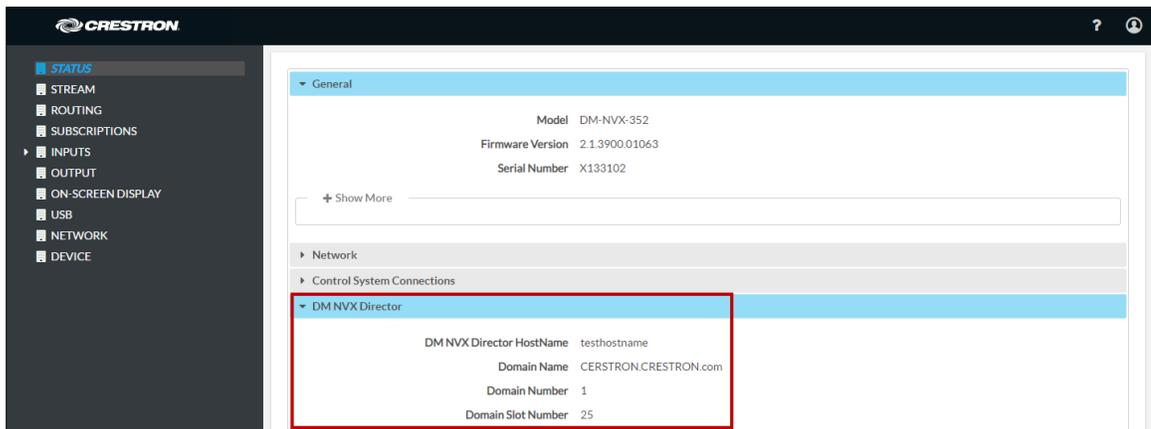 CRESTRON
?
STATUS
STREAM
ROUTING
SUBSCRIPTIONS
INPUTS
OUTPUT
ON-SCREEN DISPLAY
USB
NETWORK
DEVICE
General
Model DM-NVX-352
Firmware Version 2.1.3900.01063
Serial Number X133102
+ Show More
Network
Control System Connections
DM NVX Director
DM NVX Director HostName testhostname
Domain Name CERSTRON.CRESTRON.com
Domain Number 1
Domain Slot Number 25